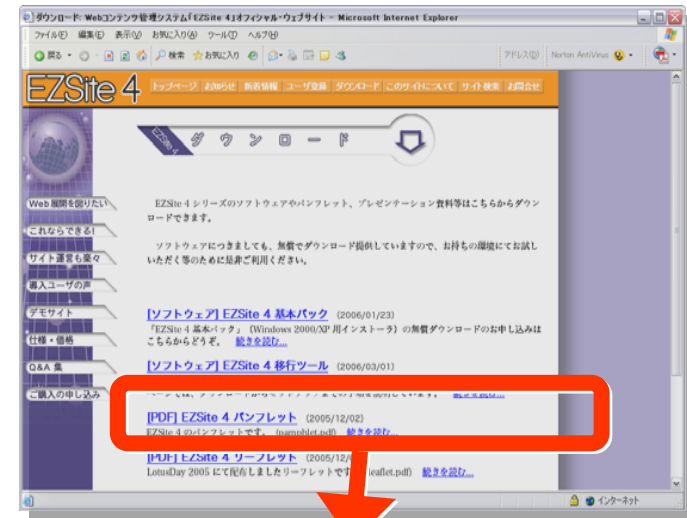 ダウンロード: Webコンテンツ管理システム「EZSite 4」オフィシャル・ウェブサイト - Microsoft Internet Explorer
ファイル(F) 編集(E) 表示(V) お気に入り(A) ツール(T) ヘルプ(H)
戻る 検索 お気に入り アドレス(D) Norton AntiVirus
EZSite 4
トップページ お知らせ 新着情報 ユーザ登録 ダウンロード このサイトについて サイト検索 お問合せ
EZSite 4 ダウンロード
Web展開を図りたい
これならできる!
サイト運営も楽々
導入ユーザの声
デモサイト
仕様・価格
Q&A 集
ご購入の申し込み
EZSite 4 シリーズのソフトウェアやパンフレット、プレゼンテーション資料等はこちらからダウン
ロードできます。
ソフトウェアにつきましても、無償でダウンロード提供していますので、お持ちの環境にてお試し
いただく等のために是非ご利用ください。
[ソフトウェア] EZSite 4 基本パック (2006/01/23)
「EZSite 4 基本パック」 (Windows 2000/XP 用インストーラ) の無償ダウンロードのお申し込みは
こちらからどうぞ。 続きを読む...
[ソフトウェア] EZSite 4 移行ツール (2006/03/01)
[PDF] EZSite 4 パンフレット (2005/12/02)
EZSite 4 のパンフレットです。 (pamphlet.pdf) 続きを読む...
[PDF] EZSite 4 リーフレット (2005/12/
LotusDay 2005 にて配布しましたリーフレットです eaflet.pdf) 続きを読む...
インターネット